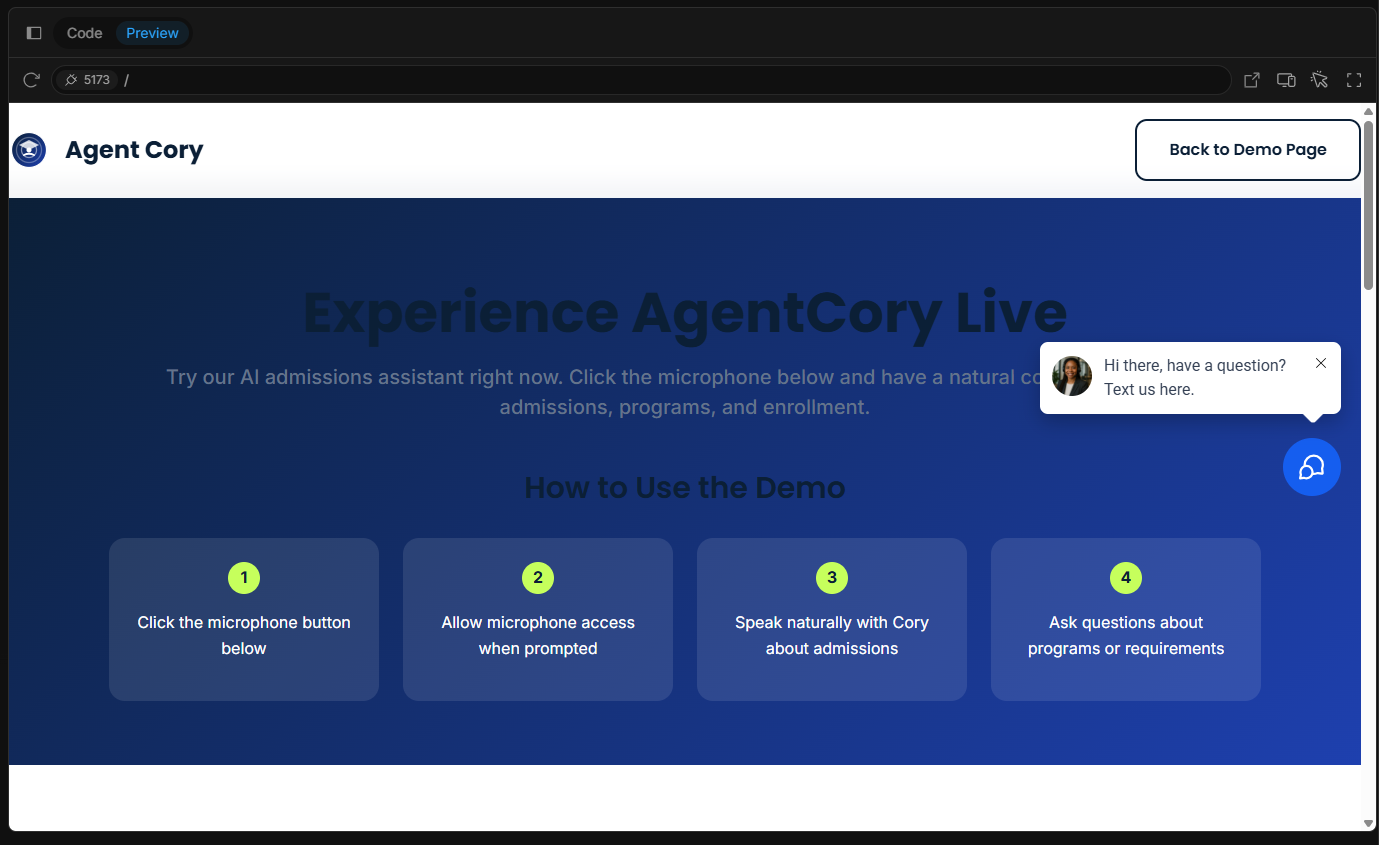 Code
Preview
5173
/
Agent Cory
Back to Demo Page
Experience AgentCory Live
Try our AI admissions assistant right now. Click the microphone below and have a natural
admissions, programs, and enrollment.
Hi there, have a question?
Text us here.
How to Use the Demo
1
Click the microphone button
below
2
Allow microphone access
when prompted
3
Speak naturally with Cory
about admissions
4
Ask questions about
programs or requirements